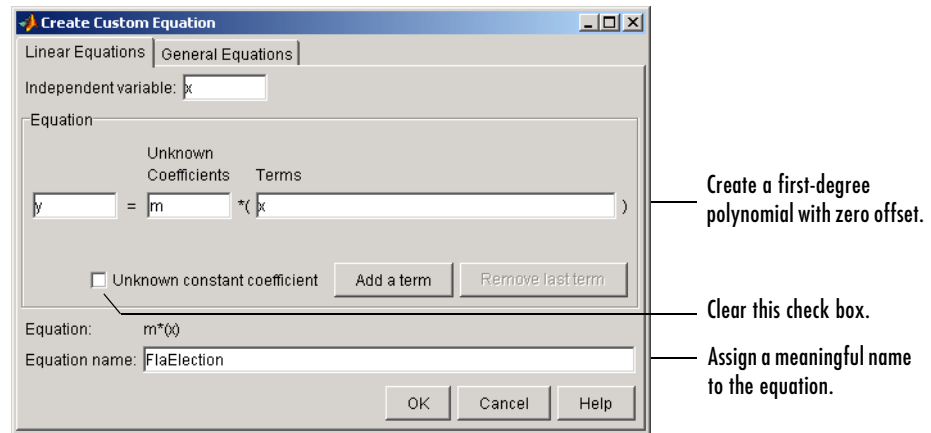 Create Custom Equation
Linear Equations General Equations
Independent variable: x
Equation
Unknown
Coefficients Terms
y = m *( x )
Create a first-degree
polynomial with zero offset.
Unknown constant coefficient Add a term Remove last term
Clear this check box.
Equation: m*(x)
Equation name: FlaElection
Assign a meaningful name
to the equation.
OK Cancel Help